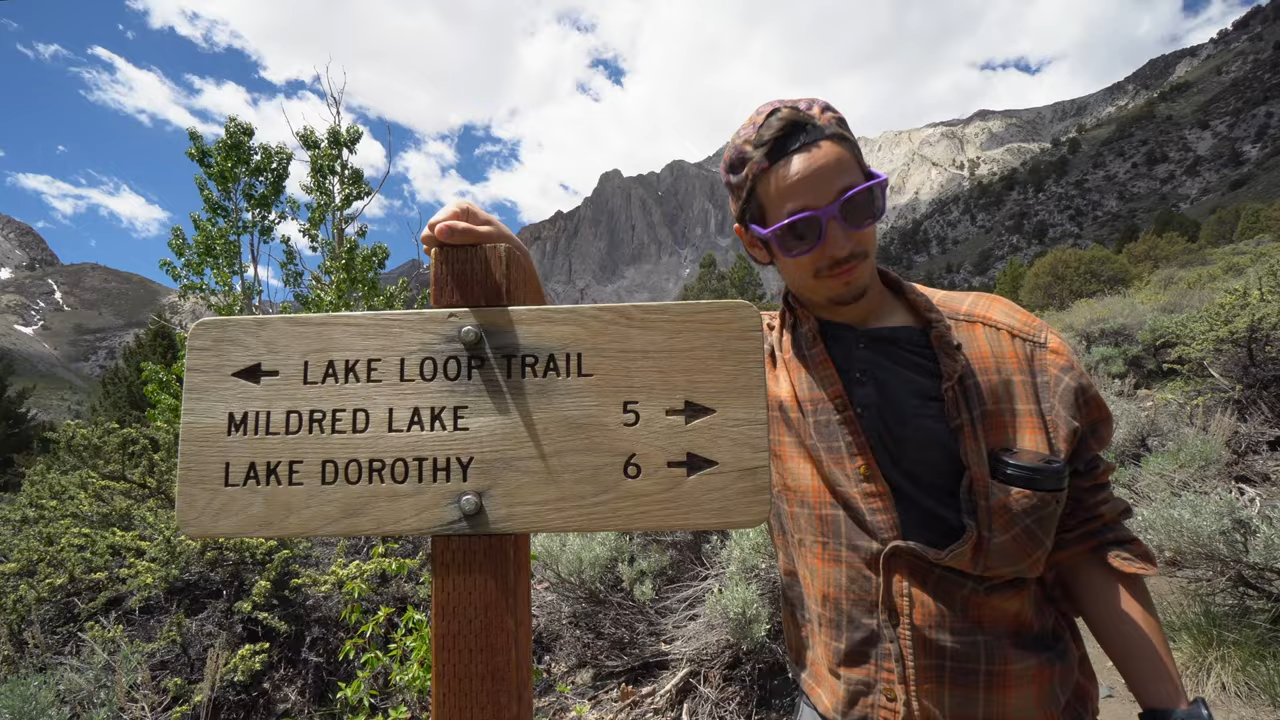 ← LAKE LOOP TRAIL
MILDRED LAKE 5 →
LAKE DOROTHY 6 →